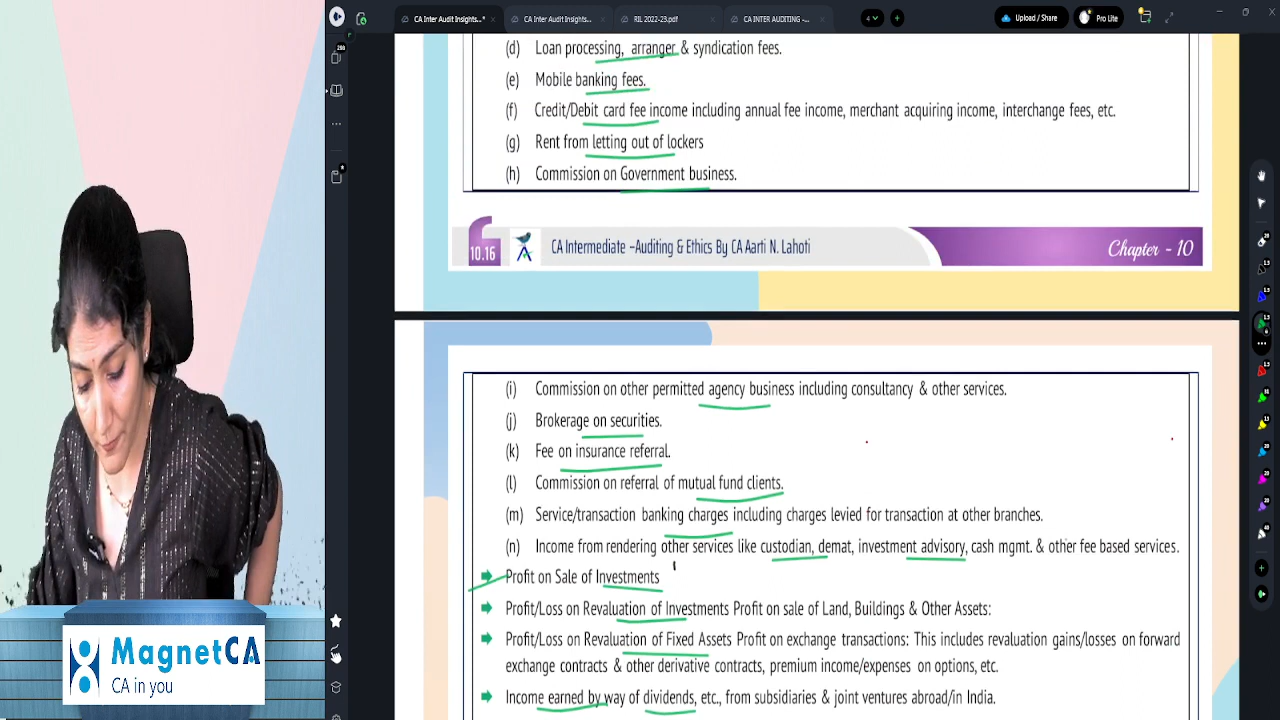 CA Inter Audit Insights...*
CA Inter Audit Insights...
RIL 2022-23.pdf
CA INTER AUDITING -...
4
Upload / Share
Pro Lite
(d) Loan processing, arranger & syndication fees.
(e) Mobile banking fees.
(f) Credit/Debit card fee income including annual fee income, merchant acquiring income, interchange fees, etc.
(g) Rent from letting out of lockers
(h) Commission on Government business.
10.16 CA Intermediate -Auditing & Ethics By CA Aarti N. Lahoti Chapter - 10
(i) Commission on other permitted agency business including consultancy & other services.
(j) Brokerage on securities.
(k) Fee on insurance referral.
(l) Commission on referral of mutual fund clients.
(m) Service/transaction banking charges including charges levied for transaction at other branches.
(n) Income from rendering other services like custodian, demat, investment advisory, cash mgmt. & other fee based services.
Profit on Sale of Investments
Profit/Loss on Revaluation of Investments Profit on sale of Land, Buildings & Other Assets:
Profit/Loss on Revaluation of Fixed Assets Profit on exchange transactions: This includes revaluation gains/losses on forward
exchange contracts & other derivative contracts, premium income/expenses on options, etc.
Income earned by way of dividends, etc., from subsidiaries & joint ventures abroad/in India.
MagnetCA
CA in you